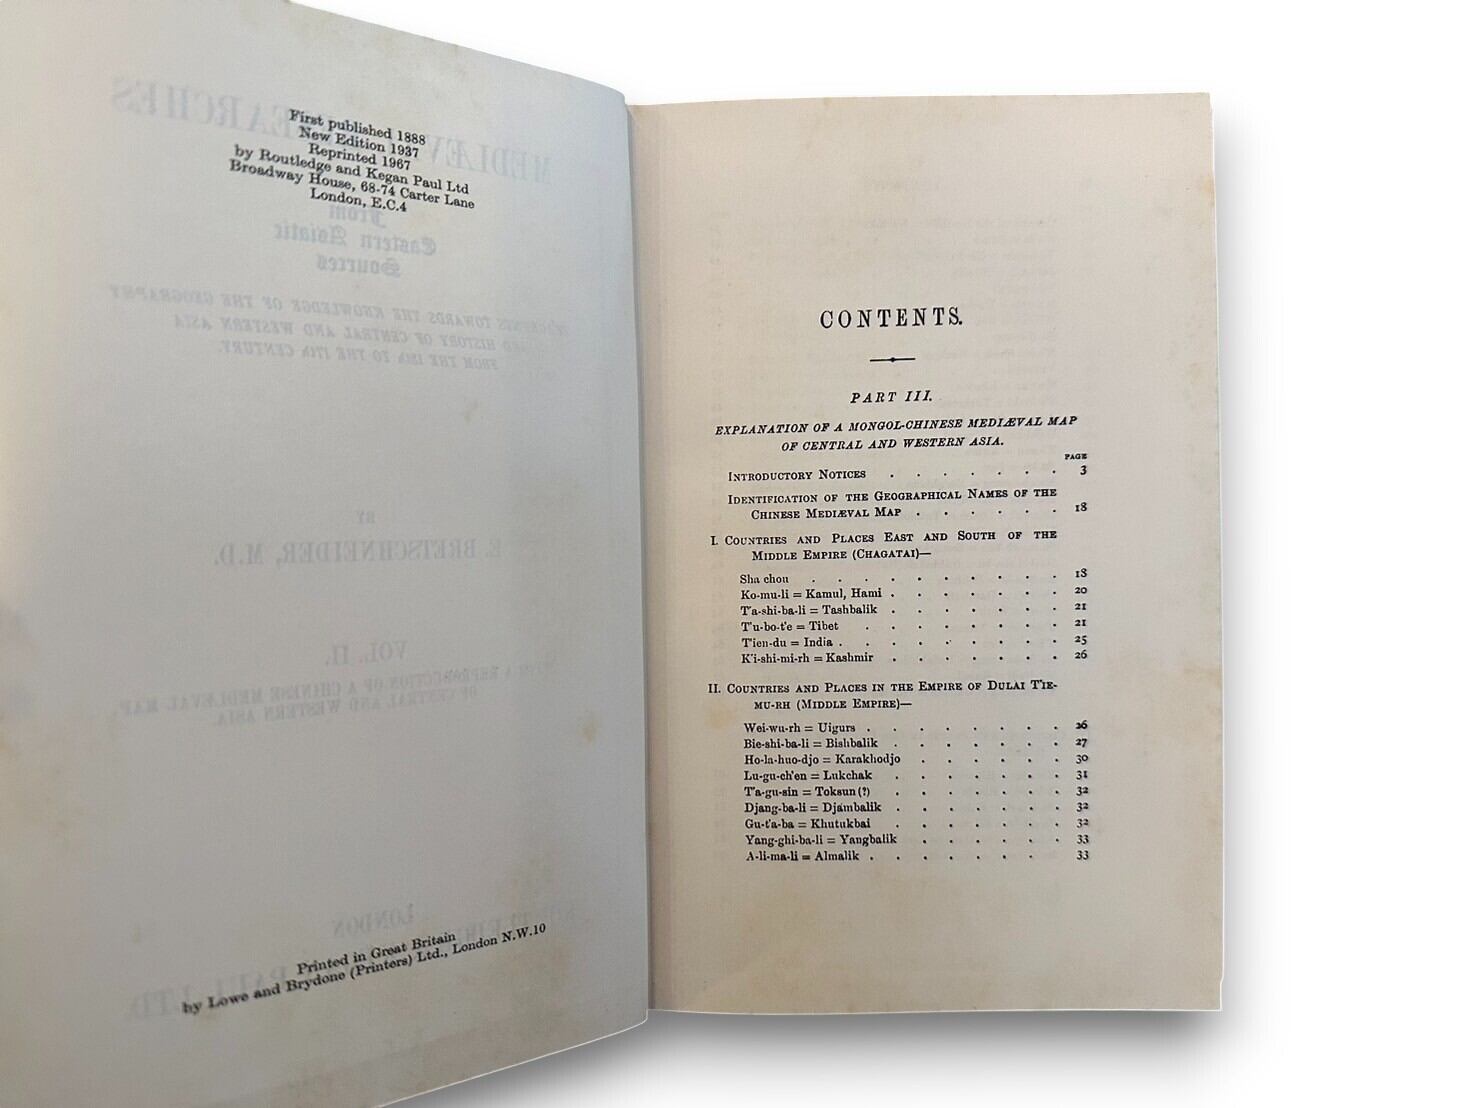 First published 1888
New Edition 1937
Reprinted 1967
by Routledge and Kegan Paul Ltd
Broadway House, 68-74 Carter Lane
London, E.C.4
Printed in Great Britain
by Lowe and Brydone (Printers) Ltd., London N.W.10
CONTENTS.
PART III.
EXPLANATION OF A MONGOL-CHINESE MEDIÆVAL MAP
OF CENTRAL AND WESTERN ASIA.
PAGE
INTRODUCTORY NOTICES . . . . . . . 3
IDENTIFICATION OF THE GEOGRAPHICAL NAMES OF THE
CHINESE MEDIÆVAL MAP . . . . . . 18
I. COUNTRIES AND PLACES EAST AND SOUTH OF THE
MIDDLE EMPIRE (CHAGATAI)—
Sha chou . . . . . . . . . . 18
Ko-mu-li = Kamul, Hami . . . . . . . 20
T'a-shi-ba-li = Tashbalik . . . . . . . 21
T'u-bo-t'e = Tibet . . . . . . . . 21
T'ien-du = India . . . . . . . . . 25
K'i-shi-mi-rh = Kashmir . . . . . . . 26
II. COUNTRIES AND PLACES IN THE EMPIRE OF DULAI T'IE-
MU-RH (MIDDLE EMPIRE)—
Wei-wu-rh = Uigurs . . . . . . . . 26
Bie-shi-ba-li = Bishbalik . . . . . . . 27
Ho-la-huo-djo = Karakhodjo . . . . . . 30
Lu-gu-ch'en = Lukchak . . . . . . . 31
T'a-gu-sin = Toksun (?) . . . . . . . 32
Djang-ba-li = Djambalik . . . . . . . 32
Gu-t'a-ba = Khutukbai . . . . . . . 32
Yang-ghi-ba-li = Yangbalik . . . . . . 33
A-li-ma-li = Almalik . . . . . . . 33